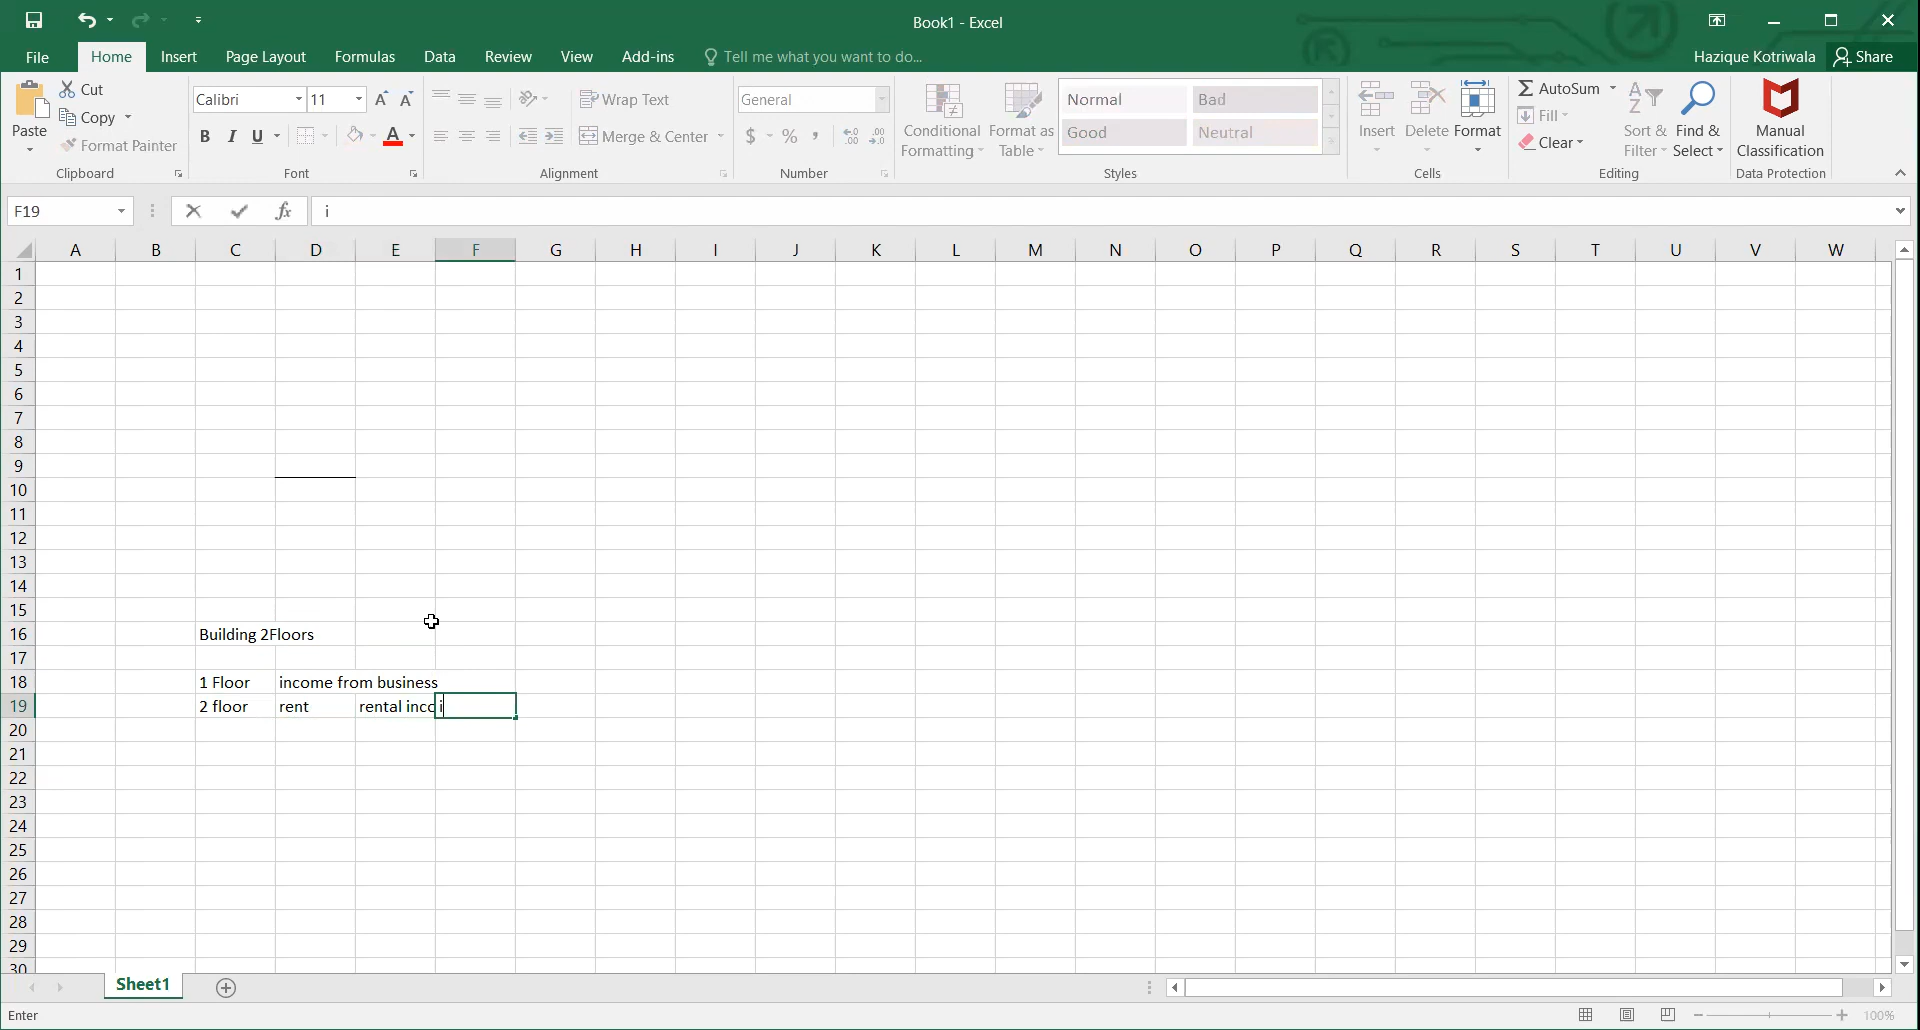 Book1 - Excel
File Home Insert Page Layout Formulas Data Review View Add-ins Tell me what you want to do... Hazique Kotriwala Share
Paste
Cut
Copy
Format Painter
Clipboard
Calibri 11
B I U
Font
Wrap Text
Merge & Center
Alignment
General
$ % ,
Number
Conditional Formatting
Format as Table
Normal Bad
Good Neutral
Styles
Insert Delete Format
Cells
AutoSum
Fill
Clear
Sort & Filter
Find & Select
Editing
Manual Classification
Data Protection
F19 fx i
A B C D E F G H I J K L M N O P Q R S T U V W
1
2
3
4
5
6
7
8
9
10
11
12
13
14
15
16 Building 2Floors
17
18 1 Floor income from business
19 2 floor rent rental inco i
20
21
22
23
24
25
26
27
28
29
30
Sheet1
Enter 100%